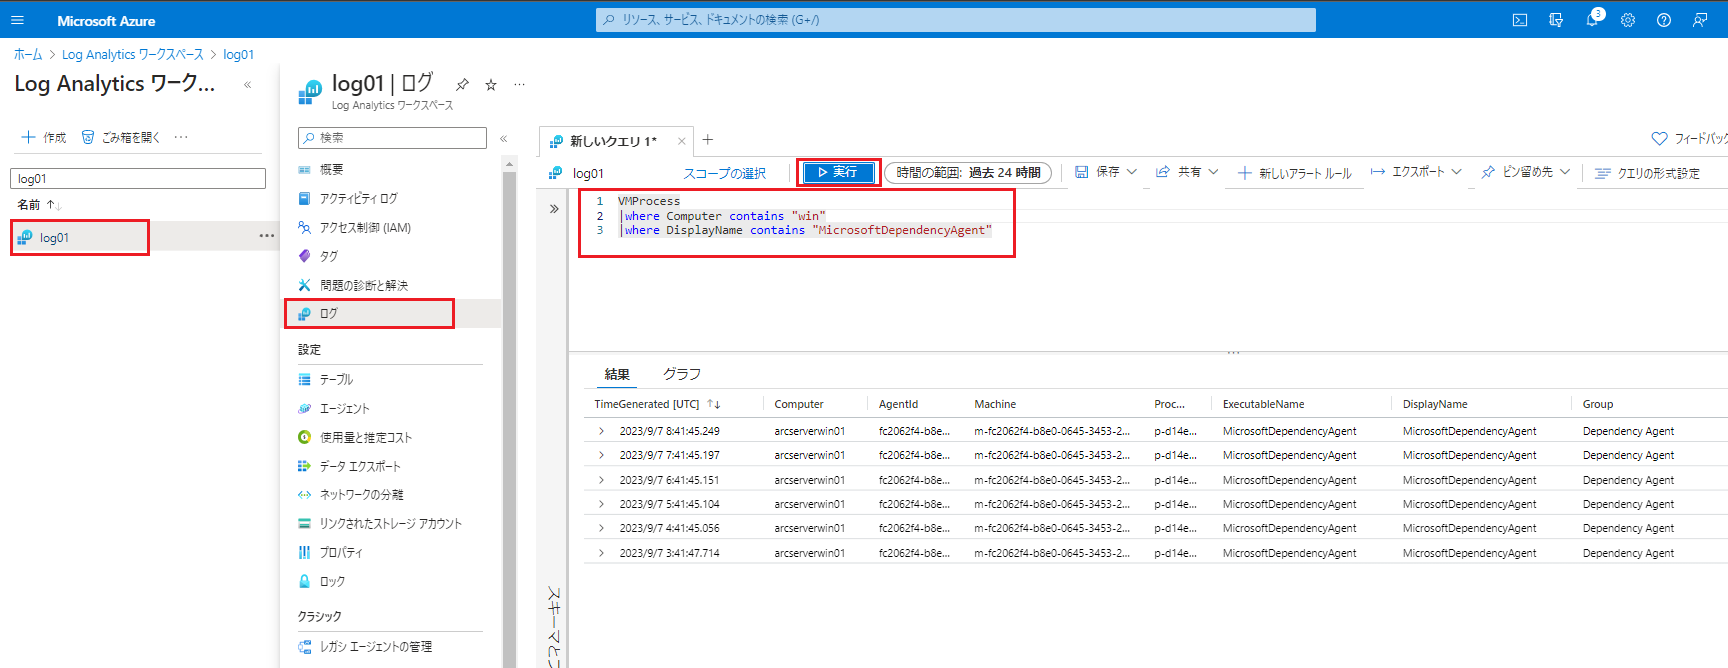 Microsoft Azure
リソース、サービス、ドキュメントの検索 (G+/)
3
ホーム > Log Analytics ワークスペース > log01
Log Analytics ワーク...
«
作成 ごみ箱を開く ...
log01
名前 ↑↓
log01 ...
log01 | ログ ...
Log Analytics ワークスペース
検索 «
概要
アクティビティ ログ
アクセス制御 (IAM)
タグ
問題の診断と解決
ログ
設定
テーブル
エージェント
使用量と推定コスト
データ エクスポート
ネットワークの分離
リンクされたストレージ アカウント
プロパティ
ロック
クラシック
レガシ エージェントの管理
新しいクエリ 1* × +
フィードバック
log01 スコープの選択 実行 時間の範囲: 過去 24 時間 保存 共有 新しいアラート ルール エクスポート ピン留め先 クエリの形式設定
»
1 VMProcess
2 |where Computer contains "win"
3 |where DisplayName contains "MicrosoftDependencyAgent"
...
結果 グラフ
TimeGenerated [UTC] ↑↓ Computer AgentId Machine Proc... ExecutableName DisplayName Group
> 2023/9/7 8:41:45.249 arcserverwin01 fc2062f4-b8e... m-fc2062f4-b8e0-0645-3453-2... p-d14e... MicrosoftDependencyAgent MicrosoftDependencyAgent Dependency Agent
> 2023/9/7 7:41:45.197 arcserverwin01 fc2062f4-b8e... m-fc2062f4-b8e0-0645-3453-2... p-d14e... MicrosoftDependencyAgent MicrosoftDependencyAgent Dependency Agent
> 2023/9/7 6:41:45.151 arcserverwin01 fc2062f4-b8e... m-fc2062f4-b8e0-0645-3453-2... p-d14e... MicrosoftDependencyAgent MicrosoftDependencyAgent Dependency Agent
> 2023/9/7 5:41:45.104 arcserverwin01 fc2062f4-b8e... m-fc2062f4-b8e0-0645-3453-2... p-d14e... MicrosoftDependencyAgent MicrosoftDependencyAgent Dependency Agent
> 2023/9/7 4:41:45.056 arcserverwin01 fc2062f4-b8e... m-fc2062f4-b8e0-0645-3453-2... p-d14e... MicrosoftDependencyAgent MicrosoftDependencyAgent Dependency Agent
> 2023/9/7 3:41:47.714 arcserverwin01 fc2062f4-b8e... m-fc2062f4-b8e0-0645-3453-2... p-d14e... MicrosoftDependencyAgent MicrosoftDependencyAgent Dependency Agent
スキーマと